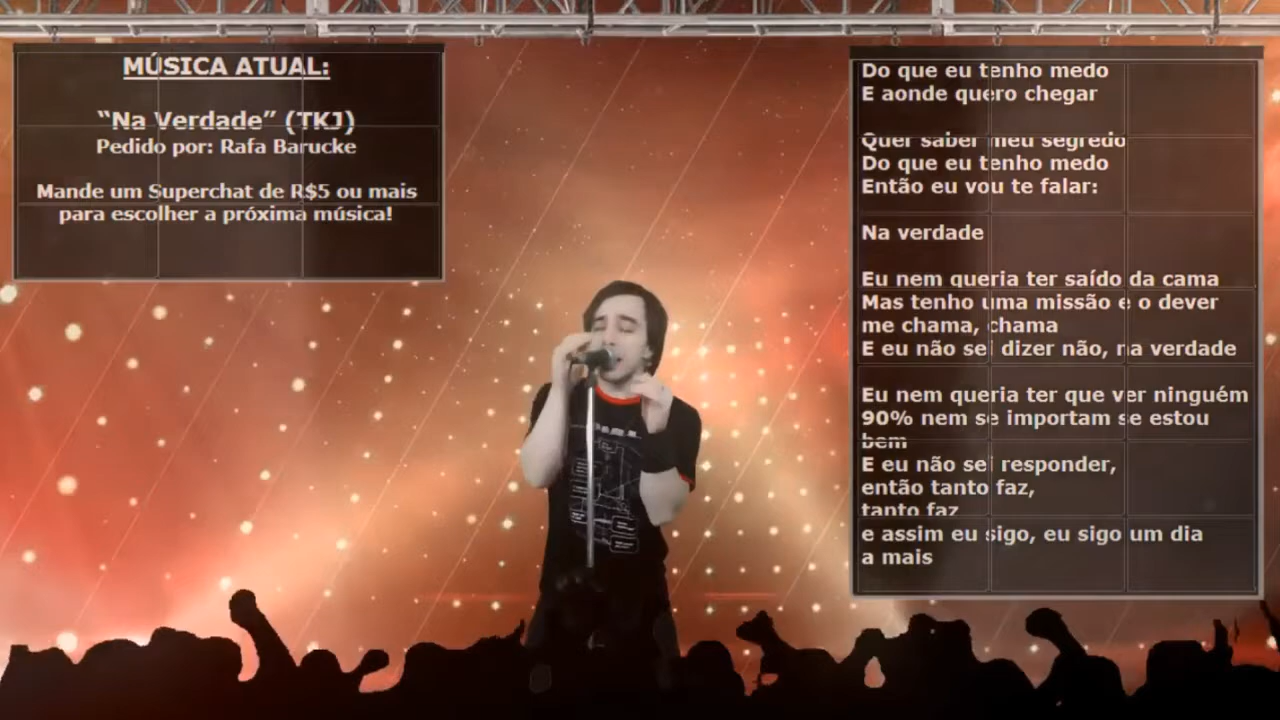 MÚSICA ATUAL:
“Na Verdade” (TKJ)
Pedido por: Rafa Barucke
Mande um Superchat de R$5 ou mais
para escolher a próxima música!
Do que eu tenho medo
E aonde quero chegar
Quer saber meu segredo
Do que eu tenho medo
Então eu vou te falar:
Na verdade
Eu nem queria ter saído da cama
Mas tenho uma missão e o dever
me chama, chama
E eu não sei dizer não, na verdade
Eu nem queria ter que ver ninguém
90% nem se importam se estou
bem
E eu não sei responder,
então tanto faz,
tanto faz
e assim eu sigo, eu sigo um dia
a mais